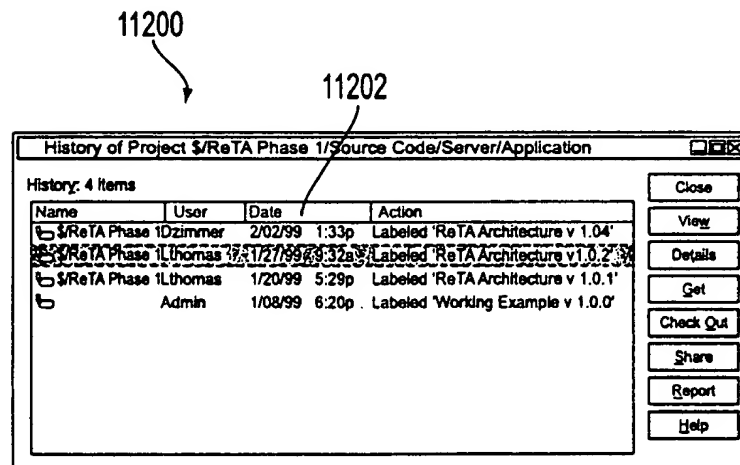 11200
11202
History of Project $/ReTA Phase 1/Source Code/Server/Application
History: 4 Items
Name User Date Action
$/ReTA Phase 1Dzimmer 2/02/99 1:33p Labeled 'ReTA Architecture v 1.04'
$/ReTA Phase 1Lthomas 1/27/99 9:32a Labeled 'ReTA Architecture v1.0.2'
$/ReTA Phase 1Lthomas 1/20/99 5:29p Labeled 'ReTA Architecture v 1.0.1'
Admin 1/08/99 6:20p . Labeled 'Working Example v 1.0.0'
Close
View
Details
Get
Check Out
Share
Report
Help